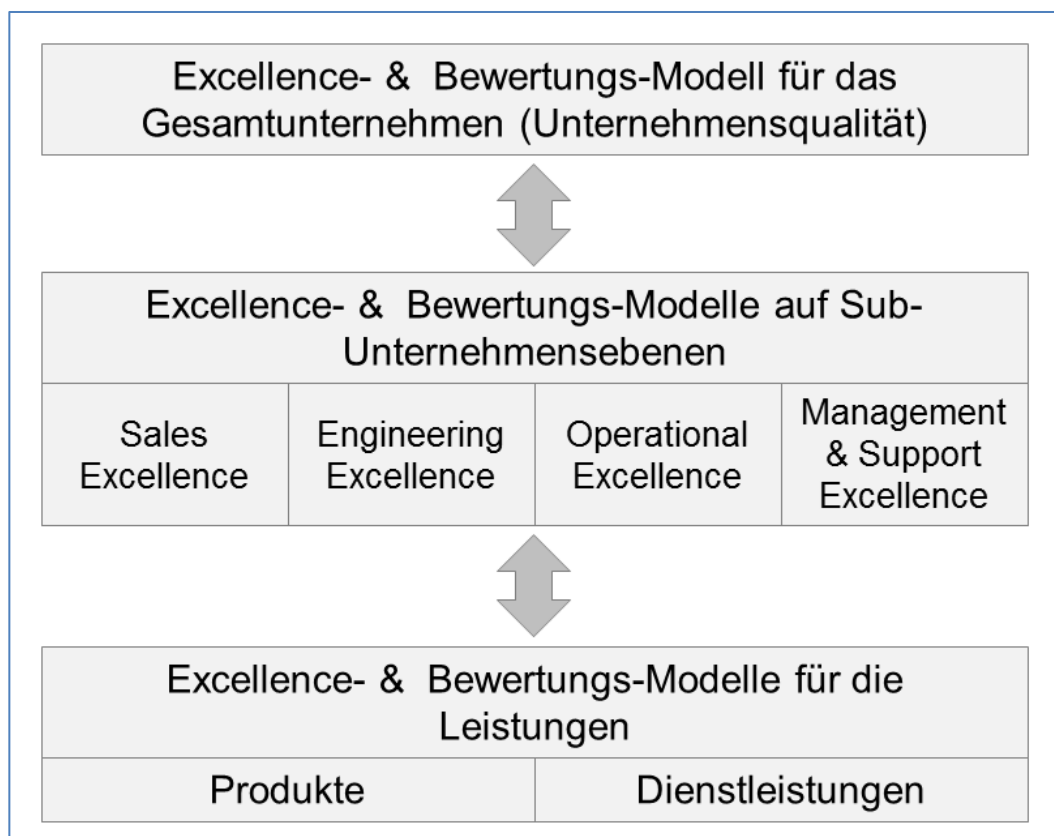 Excellence- & Bewertungs-Modell für das
Gesamtunternehmen (Unternehmensqualität)
Excellence- & Bewertungs-Modelle auf Sub-
Unternehmensebenen
Sales
Excellence
Engineering
Excellence
Operational
Excellence
Management
& Support
Excellence
Excellence- & Bewertungs-Modelle für die
Leistungen
Produkte
Dienstleistungen